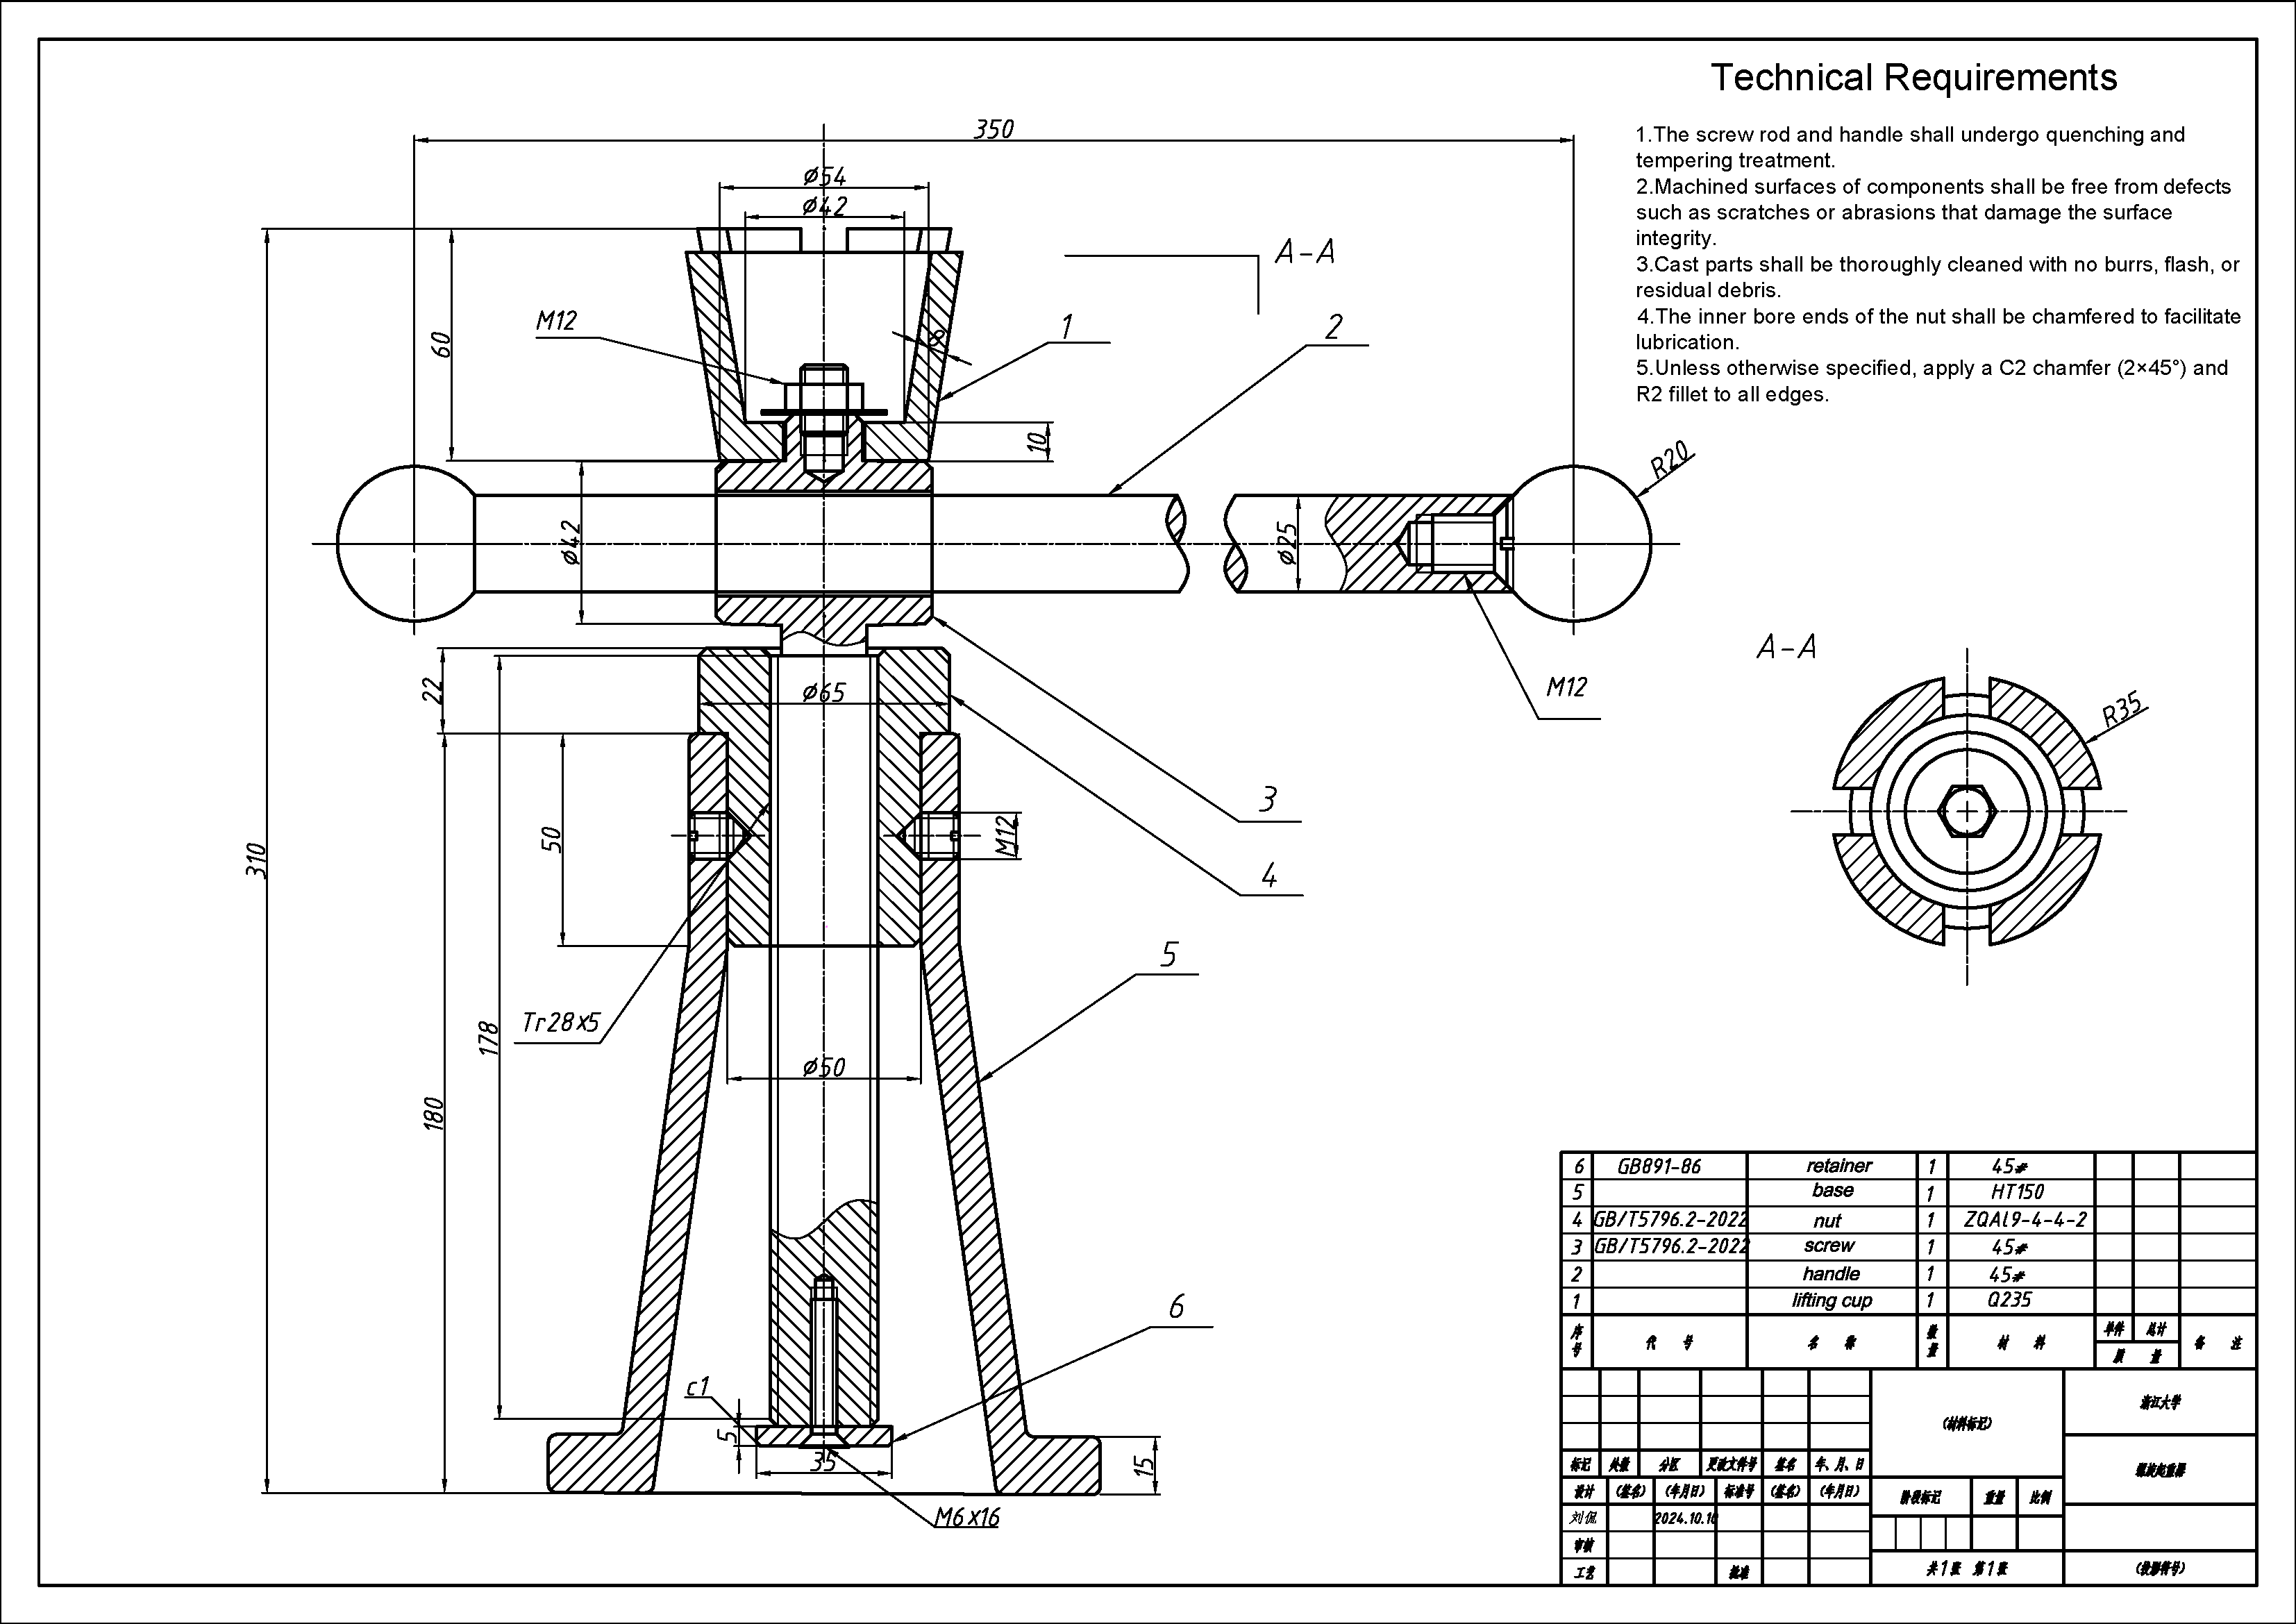 Technical Requirements
1.The screw rod and handle shall undergo quenching and
tempering treatment.
2.Machined surfaces of components shall be free from defects
such as scratches or abrasions that damage the surface
integrity.
3.Cast parts shall be thoroughly cleaned with no burrs, flash, or
residual debris.
4.The inner bore ends of the nut shall be chamfered to facilitate
lubrication.
5.Unless otherwise specified, apply a C2 chamfer (2×45°) and
R2 fillet to all edges.
350
ϕ54
ϕ42
A-A
M12
1
2
60
8
10
R20
ϕ42
ϕ25
A-A
22
ϕ65
M12
R35
3
50
M12
310
4
5
Tr28x5
178
ϕ50
180
6
c1
5
35
15
M6x16
6 GB891-86 retainer 1 45#
5 base 1 HT150
4 GB/T5796.2-2022 nut 1 ZQAl9-4-4-2
3 GB/T5796.2-2022 screw 1 45#
2 handle 1 45#
1 lifting cup 1 Q235
序号 代 号 名 称 数量 材 料 单件 总计 备 注
质 量
浙江大学
(材料标记)
标记 处数 分区 更改文件号 签名 年、月、日
螺旋起重器
设计 (签名) (年月日) 标准号 (签名) (年月日) 阶段标记 重量 比例
刘侃 2024.10.10
审核
工艺 批准 共1张 第1张 (投影符号)